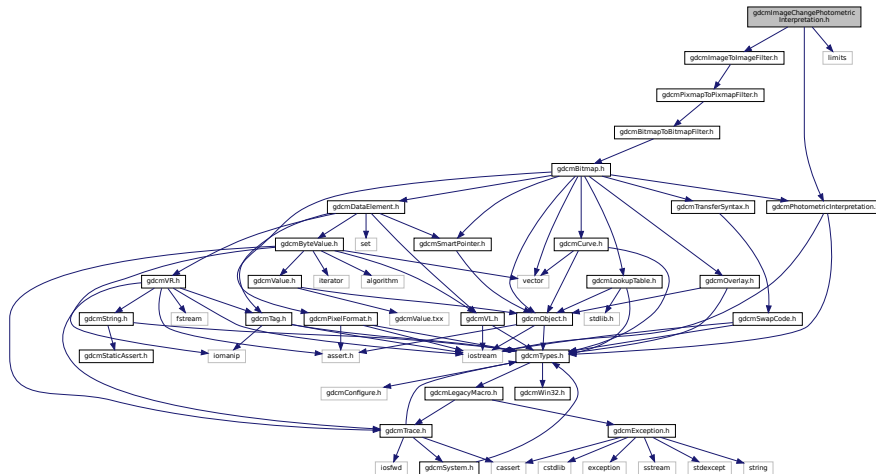 gdcmImageChangePhotometric
Interpretation.h
gdcmImageToImageFilter.h
limits
gdcmPixmapToPixmapFilter.h
gdcmBitmapToBitmapFilter.h
gdcmBitmap.h
gdcmDataElement.h
gdcmTransferSyntax.h
gdcmPhotometricInterpretation.
gdcmByteValue.h
set
gdcmSmartPointer.h
gdcmCurve.h
gdcmVR.h
gdcmValue.h
iterator
algorithm
vector
gdcmLookupTable.h
gdcmOverlay.h
gdcmString.h
fstream
gdcmTag.h
gdcmPixelFormat.h
gdcmValue.txx
gdcmVL.h
gdcmObject.h
stdlib.h
gdcmSwapCode.h
gdcmStaticAssert.h
iomanip
assert.h
iostream
gdcmTypes.h
gdcmConfigure.h
gdcmLegacyMacro.h
gdcmWin32.h
gdcmTrace.h
gdcmException.h
iosfwd
gdcmSystem.h
cassert
cstdlib
exception
sstream
stdexcept
string